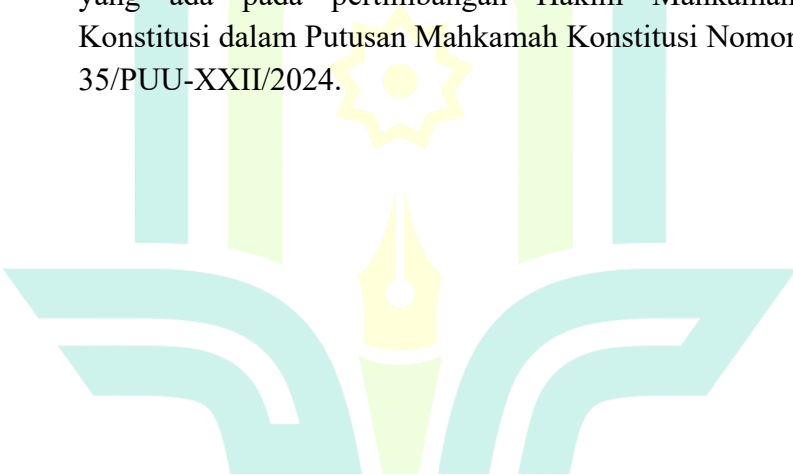 yang ada pada pertimbangan Hakim Mahkamah
Konstitusi dalam Putusan Mahkamah Konstitusi Nomor
35/PUU-XXII/2024.